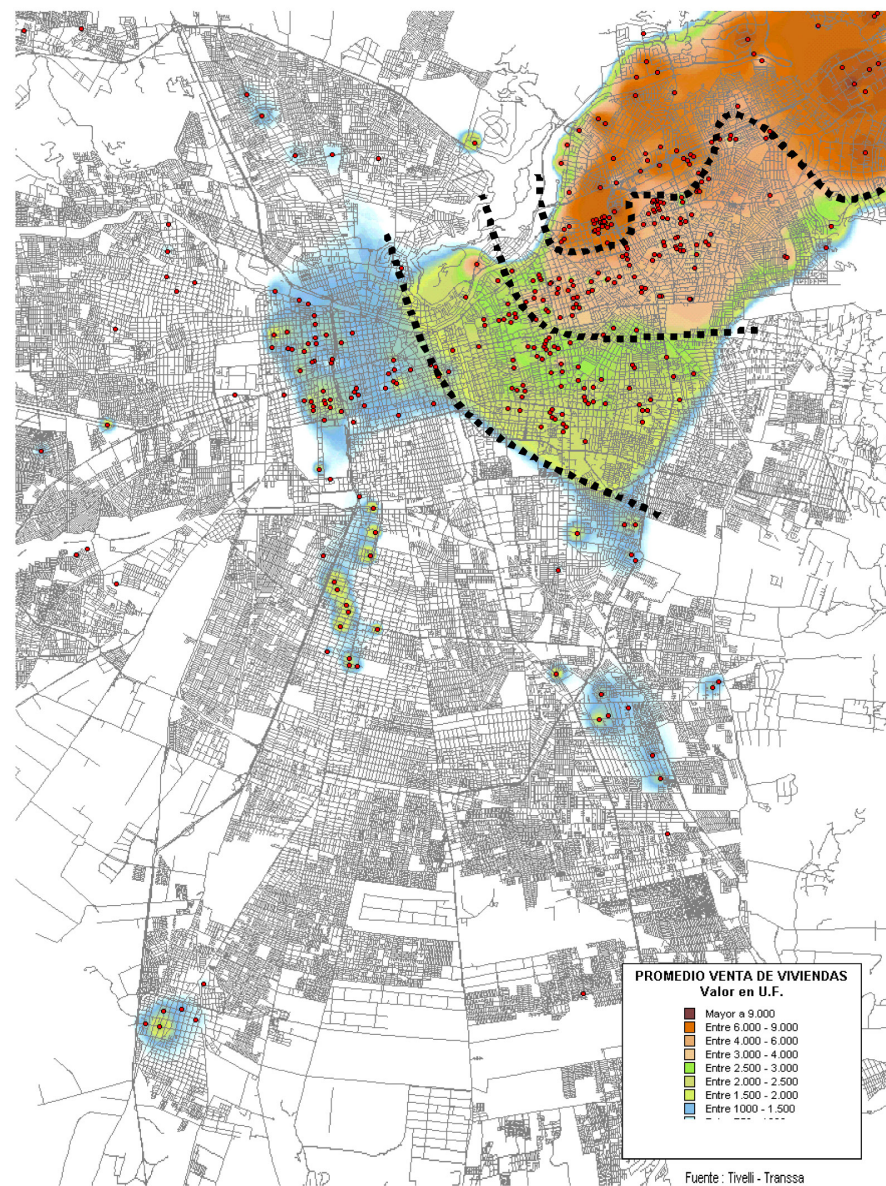 PROMEDIO VENTA DE VIVIENDAS
Valor en U.F.
Mayor a 9.000
Entre 6.000 - 9.000
Entre 4.000 - 6.000
Entre 3.000 - 4.000
Entre 2.500 - 3.000
Entre 2.000 - 2.500
Entre 1.500 - 2.000
Entre 1000 - 1.500
Fuente : Tivelli - Transsa